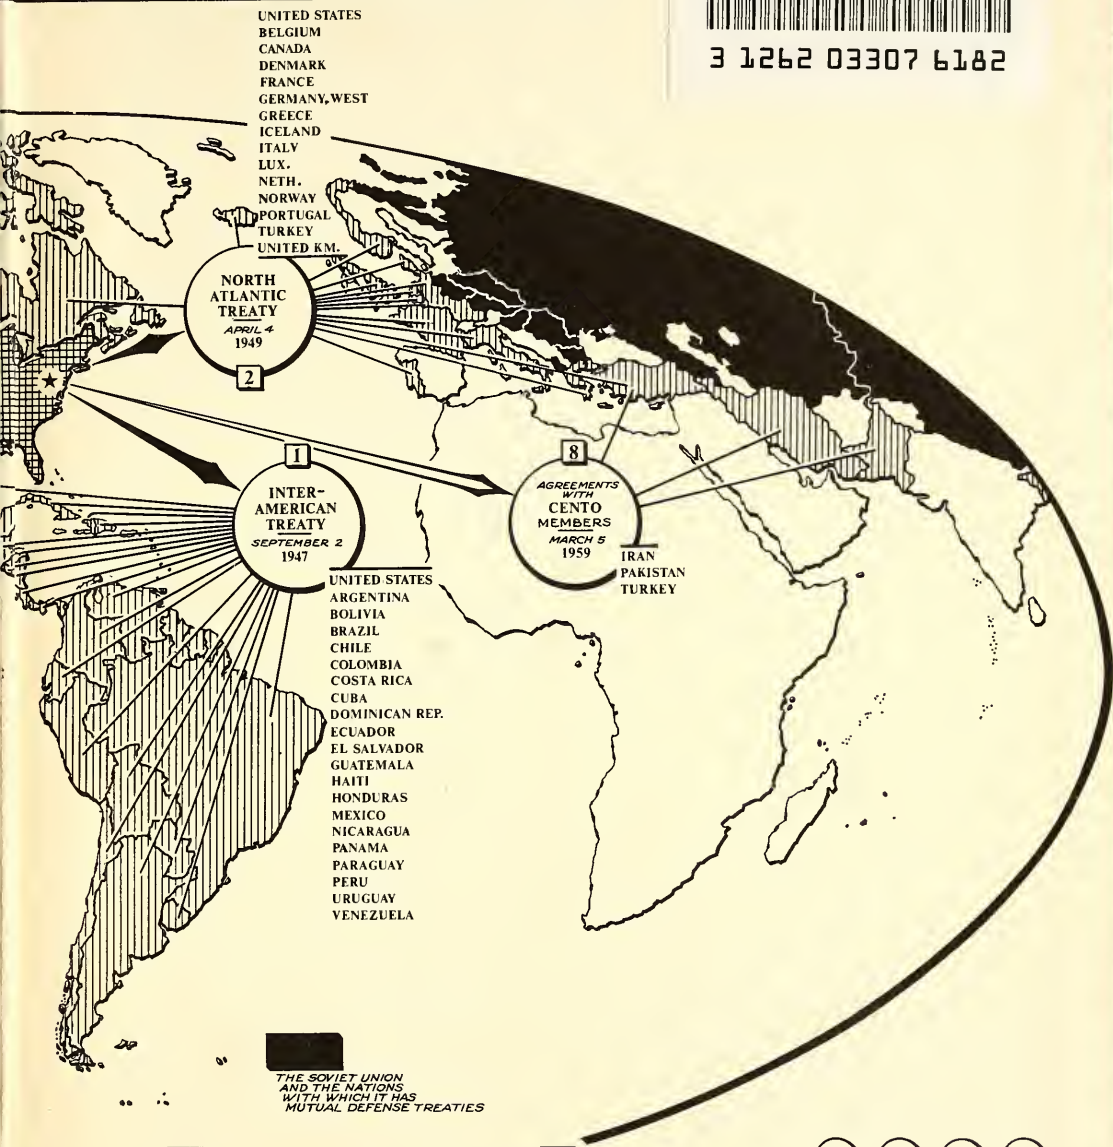 UNITED STATES
BELGIUM
CANADA
DENMARK
FRANCE
GERMANY, WEST
GREECE
ICELAND
ITALY
LUX.
NETH.
NORWAY
PORTUGAL
TURKEY
UNITED KM.
3 1262 03307 6182
NORTH
ATLANTIC
TREATY
APRIL 4
1949
2
1
INTER-
AMERICAN
TREATY
SEPTEMBER 2
1947
8
AGREEMENTS
WITH
CENTO
MEMBERS
MARCH 5
1959
IRAN
PAKISTAN
TURKEY
UNITED STATES
ARGENTINA
BOLIVIA
BRAZIL
CHILE
COLOMBIA
COSTA RICA
CUBA
DOMINICAN REP.
ECUADOR
EL SALVADOR
GUATEMALA
HAITI
HONDURAS
MEXICO
NICARAGUA
PANAMA
PARAGUAY
PERU
URUGUAY
VENEZUELA
THE SOVIET UNION
AND THE NATIONS
WITH WHICH IT HAS
MUTUAL DEFENSE TREATIES